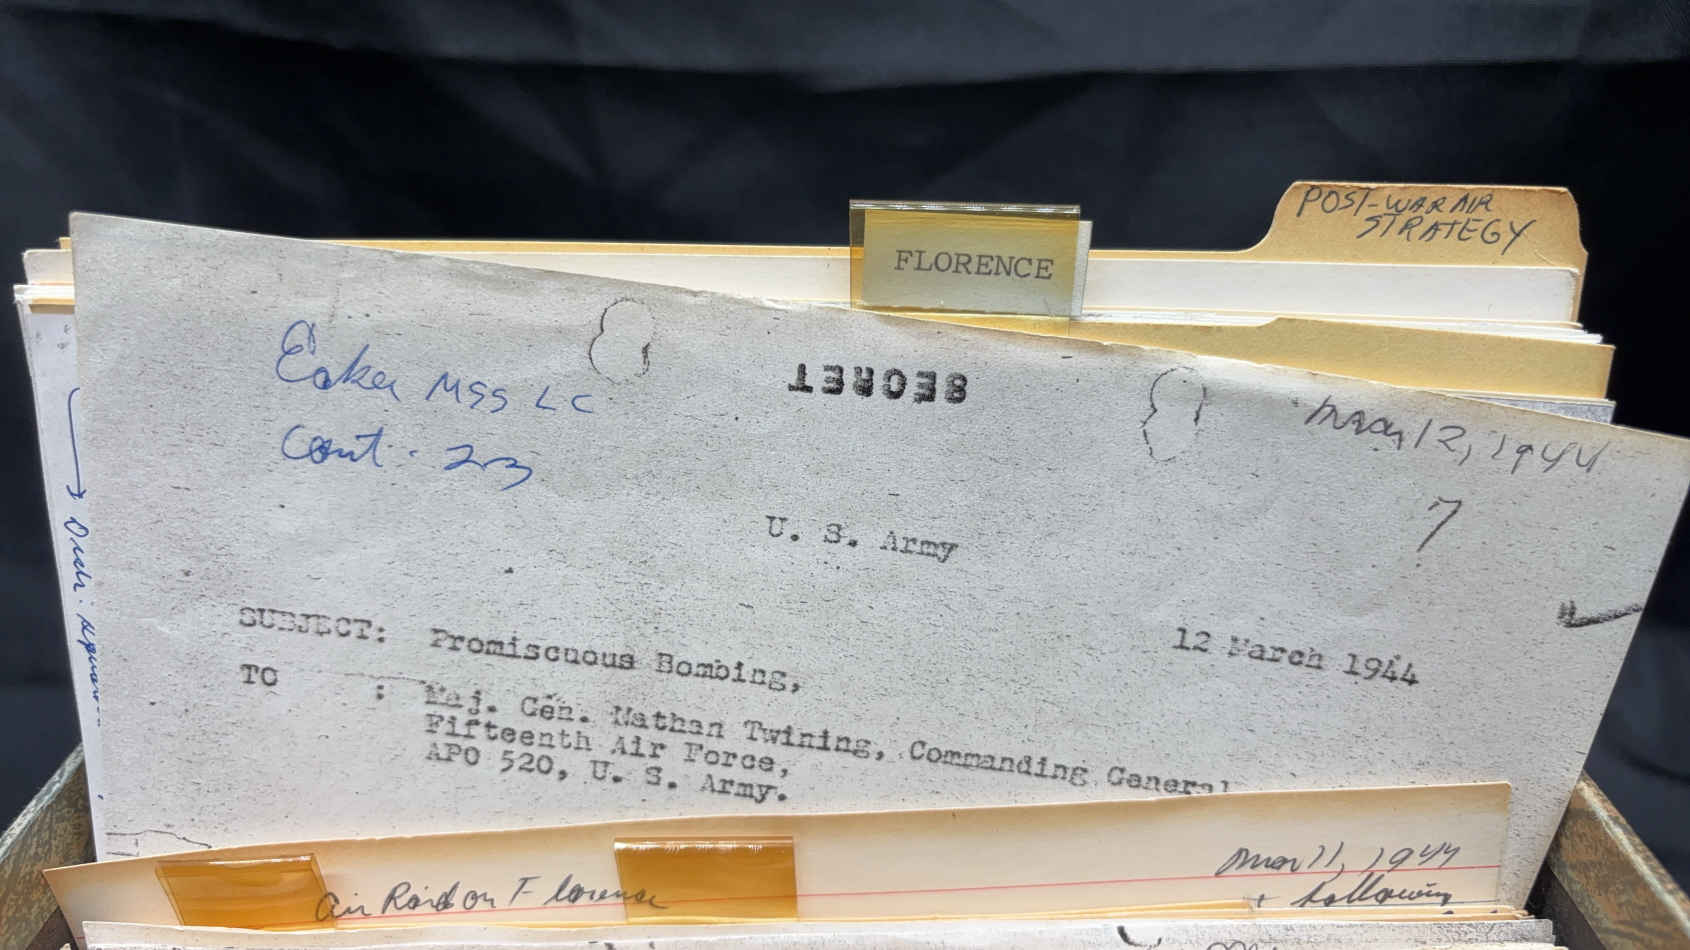 POST-WAR AIR
STRATEGY
FLORENCE
Eaker MSS LC
Cont. 23
SECRET
Mar 12, 1944
7
U. S. Army
12 March 1944
SUBJECT: Promiscuous Bombing,
TO : Maj. Gen. Nathan Twining, Commanding General
Fifteenth Air Force,
APO 520, U. S. Army.
Mar 11, 1944
+ following
Air Raid on Florence